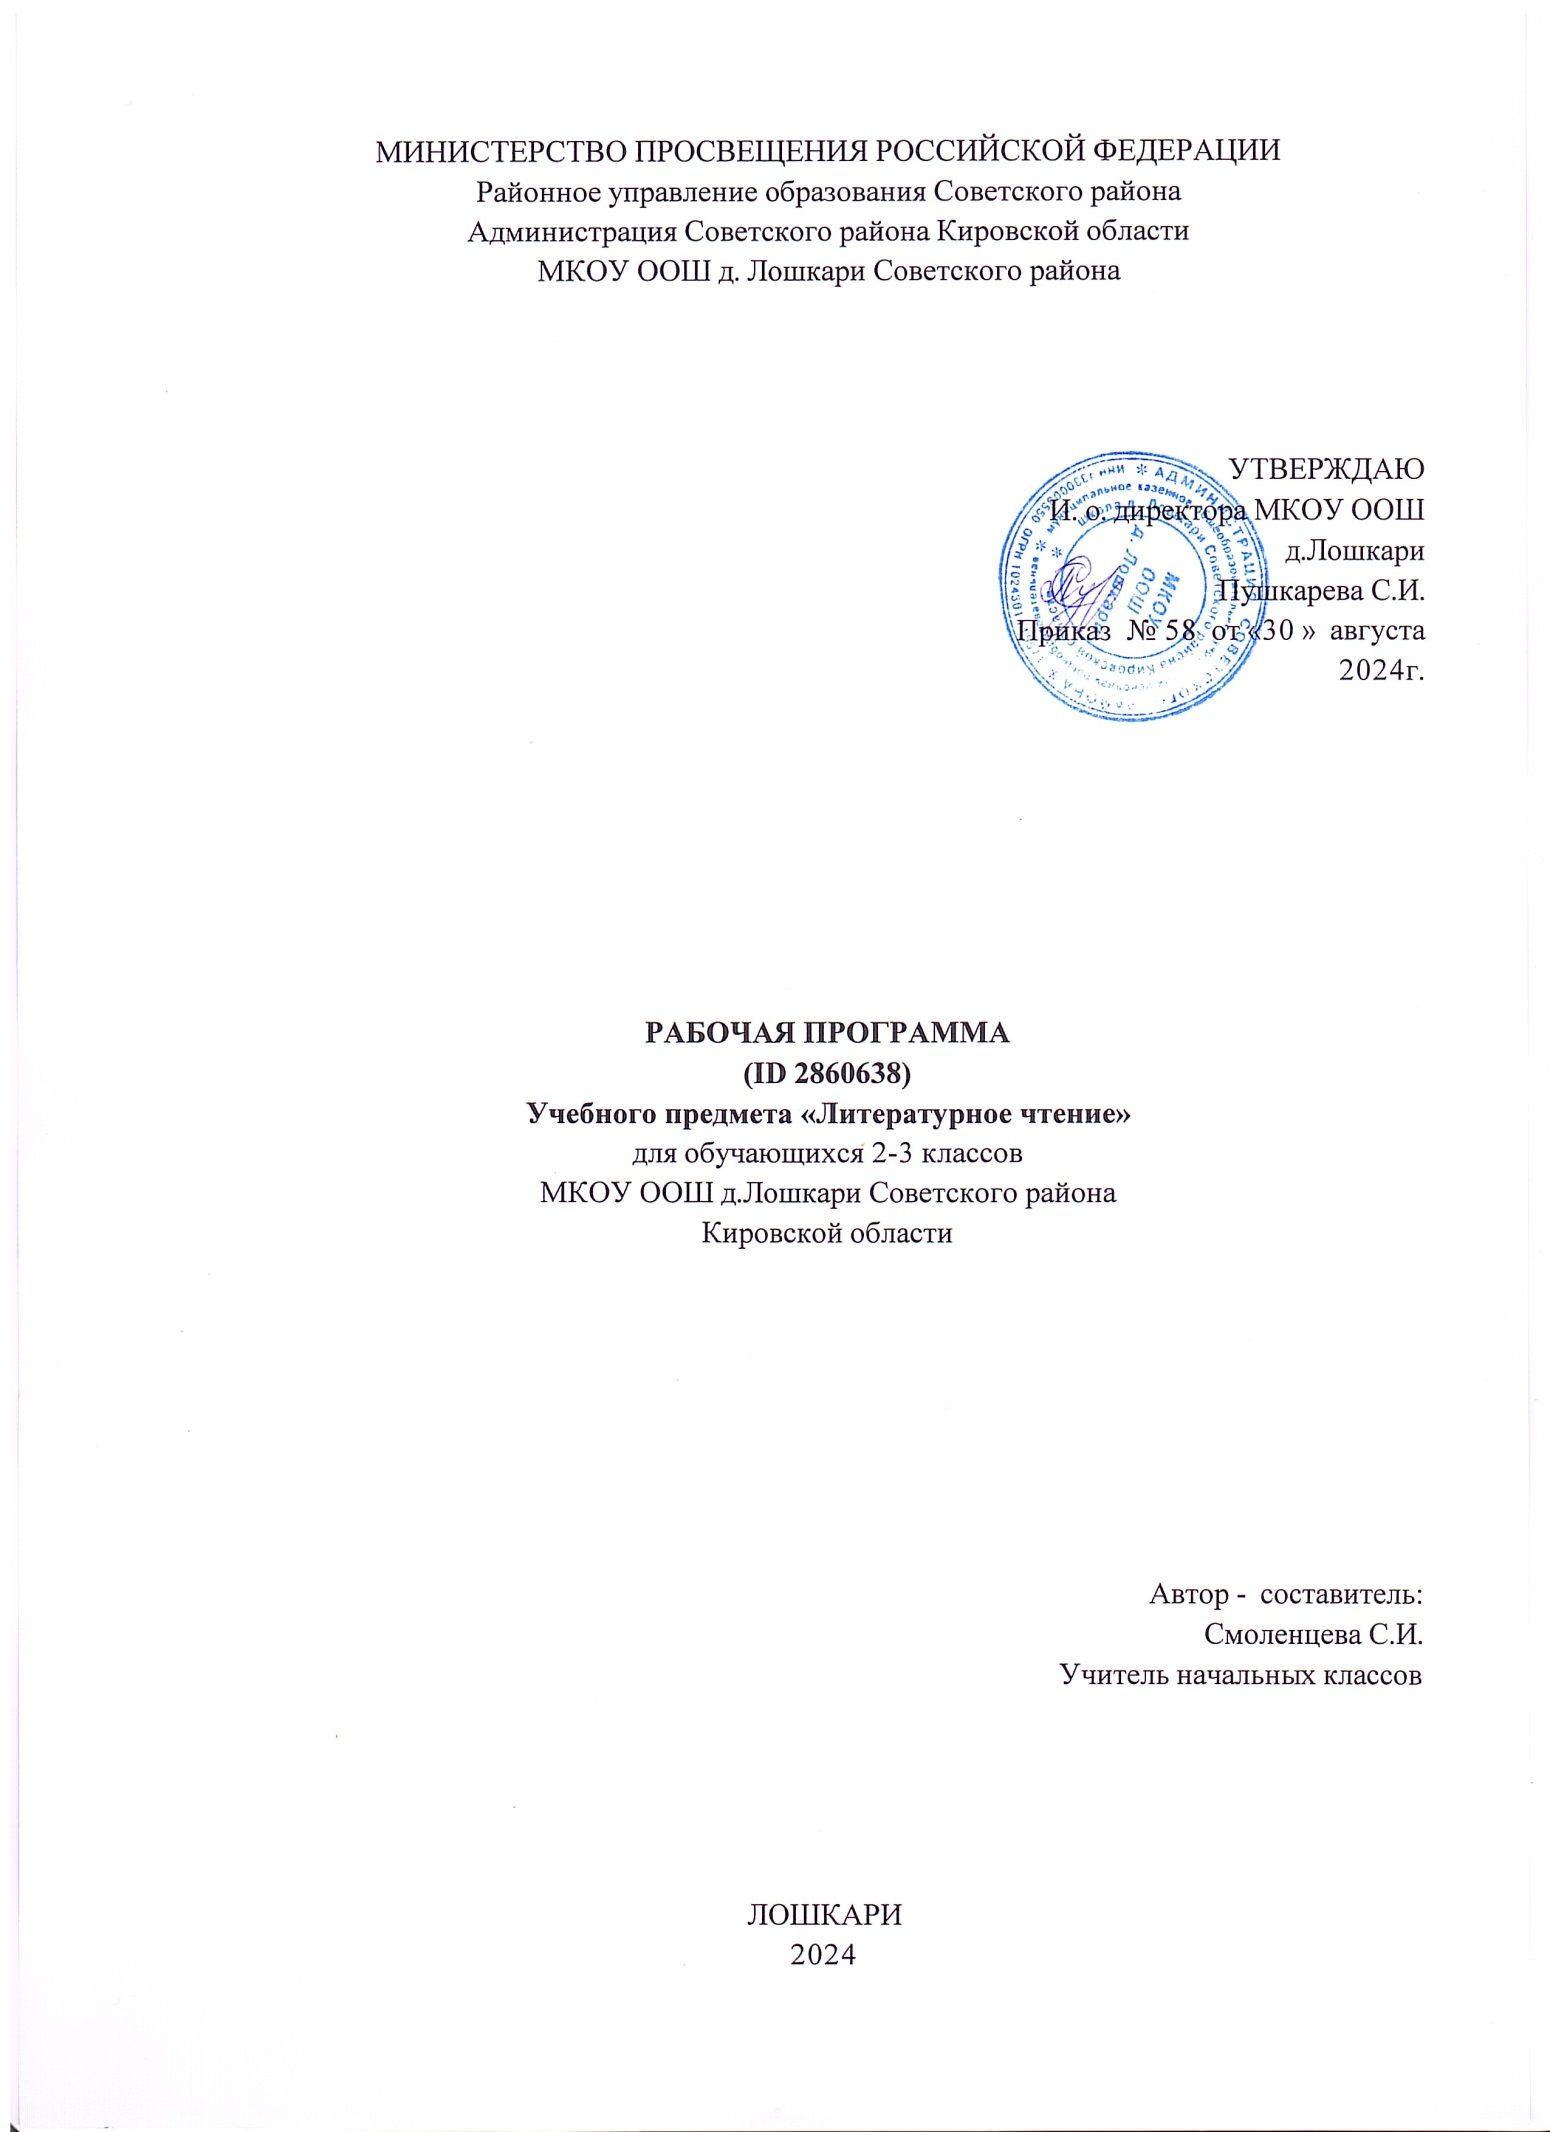 МИНИСТЕРСТВО ПРОСВЕЩЕНИЯ РОССИЙСКОЙ ФЕДЕРАЦИИ
Районное управление образования Советского района
Администрация Советского района Кировской области
МКОУ ООШ д. Лошкари Советского района
УТВЕРЖДАЮ
И. о. директора МКОУ ООШ
д.Лошкари
Пушкарева С.И.
Приказ № 58 от «30 » августа
2024г.
МКОУ
ООШ
д. Лошкари
РАБОЧАЯ ПРОГРАММА
(ID 2860638)
Учебного предмета «Литературное чтение»
для обучающихся 2-3 классов
МКОУ ООШ д.Лошкари Советского района
Кировской области
Автор - составитель:
Смоленцева С.И.
Учитель начальных классов
ЛОШКАРИ
2024